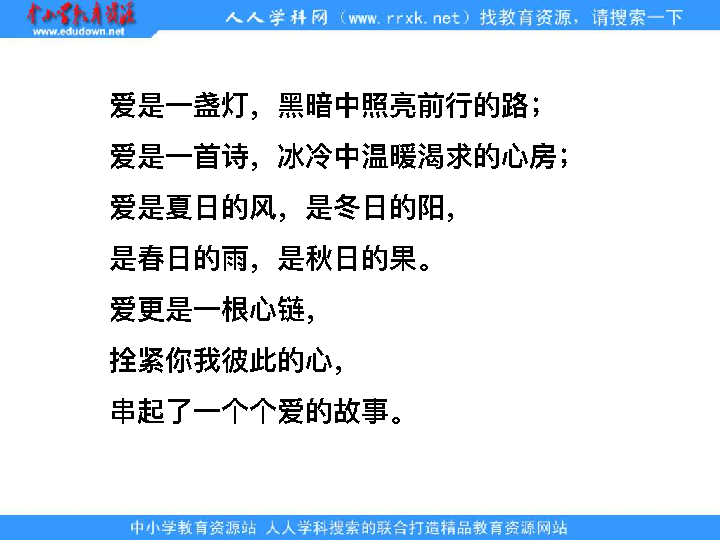 中小学教育资源
www.edudown.net
人人学科网（www.rrxk.net）找教育资源，请搜索一下
爱是一盏灯，黑暗中照亮前行的路；
爱是一首诗，冰冷中温暖渴求的心房；
爱是夏日的风，是冬日的阳，
是春日的雨，是秋日的果。
爱更是一根心链，
拴紧你我彼此的心，
串起了一个个爱的故事。
中小学教育资源站 人人学科搜索的联合打造精品教育资源网站